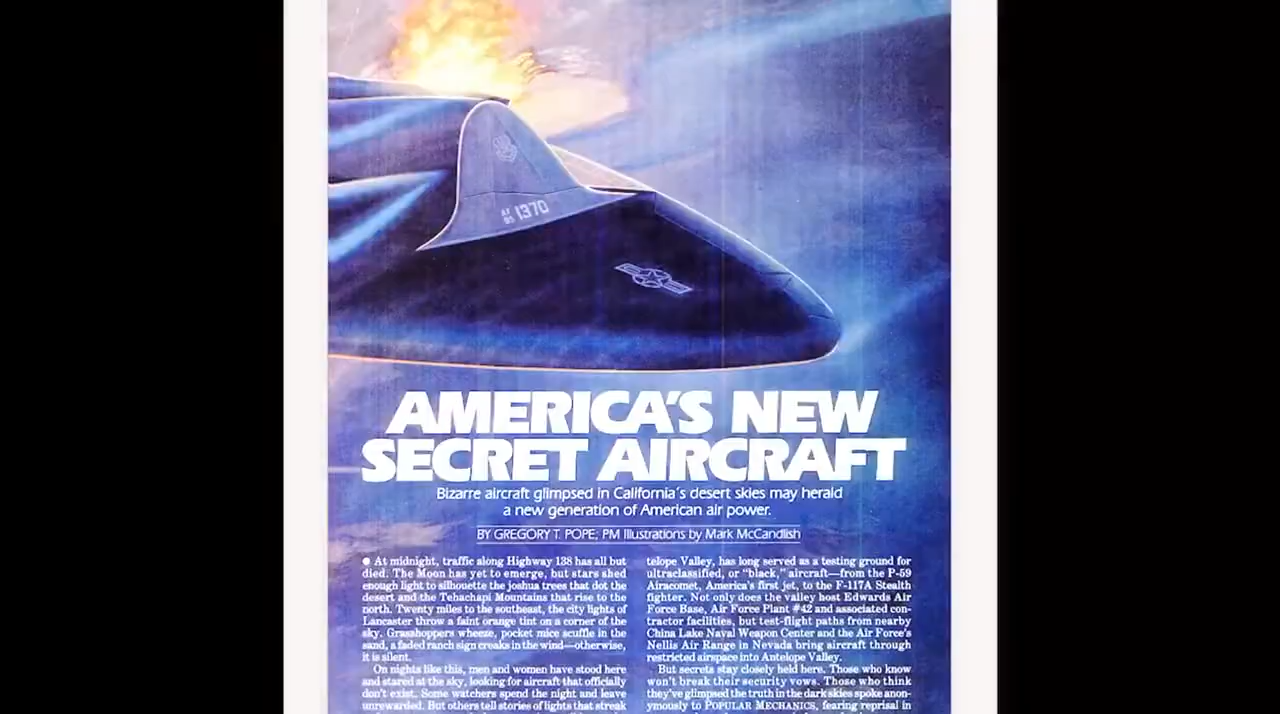 AF
85 1370
AMERICA'S NEW
SECRET AIRCRAFT
Bizarre aircraft glimpsed in California's desert skies may herald
a new generation of American air power.
BY GREGORY T. POPE; PM Illustrations by Mark McCandlish
● At midnight, traffic along Highway 138 has all but
died. The Moon has yet to emerge, but stars shed
enough light to silhouette the joshua trees that dot the
desert and the Tehachapi Mountains that rise to the
north. Twenty miles to the southeast, the city lights of
Lancaster throw a faint orange tint on a corner of the
sky. Grasshoppers wheeze, pocket mice scuffle in the
sand, a faded ranch sign creaks in the wind—otherwise,
it is silent.
On nights like this, men and women have stood here
and stared at the sky, looking for aircraft that officially
don't exist. Some watchers spend the night and leave
unrewarded. But others tell stories of lights that streak
telope Valley, has long served as a testing ground for
ultraclassified, or "black," aircraft—from the P-59
Airacomet, America's first jet, to the F-117A Stealth
fighter. Not only does the valley host Edwards Air
Force Base, Air Force Plant #42 and associated con-
tractor facilities, but test-flight paths from nearby
China Lake Naval Weapon Center and the Air Force's
Nellis Air Range in Nevada bring aircraft through
restricted airspace into Antelope Valley.
But secrets stay closely held here. Those who know
won't break their security vows. Those who think
they've glimpsed the truth in the dark skies spoke anon-
ymously to POPULAR MECHANICS, fearing reprisal in